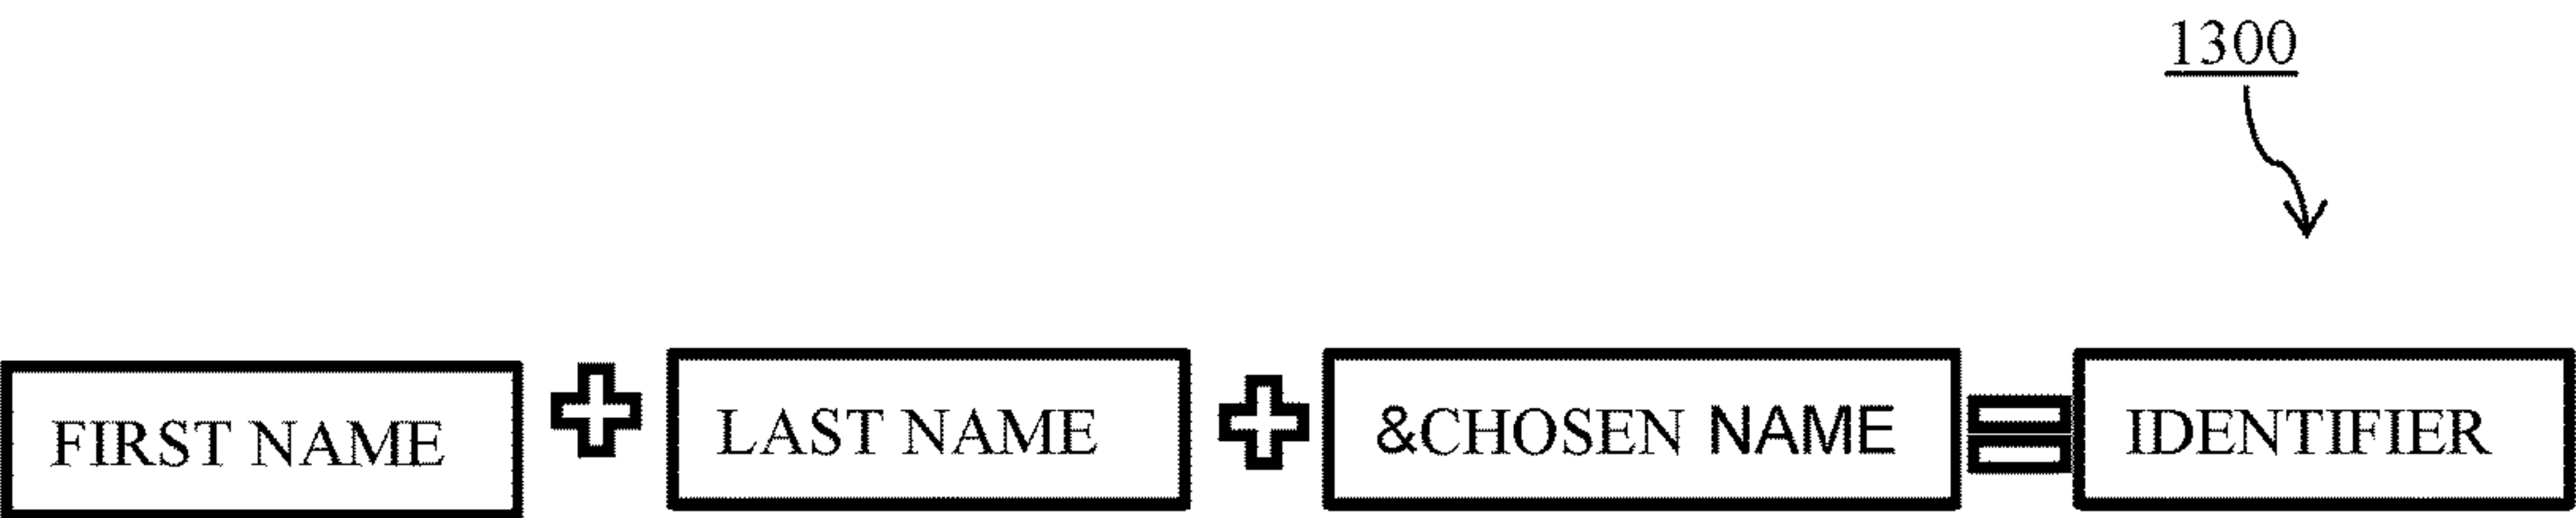 1300
FIRST NAME + LAST NAME + &CHOSEN NAME = IDENTIFIER